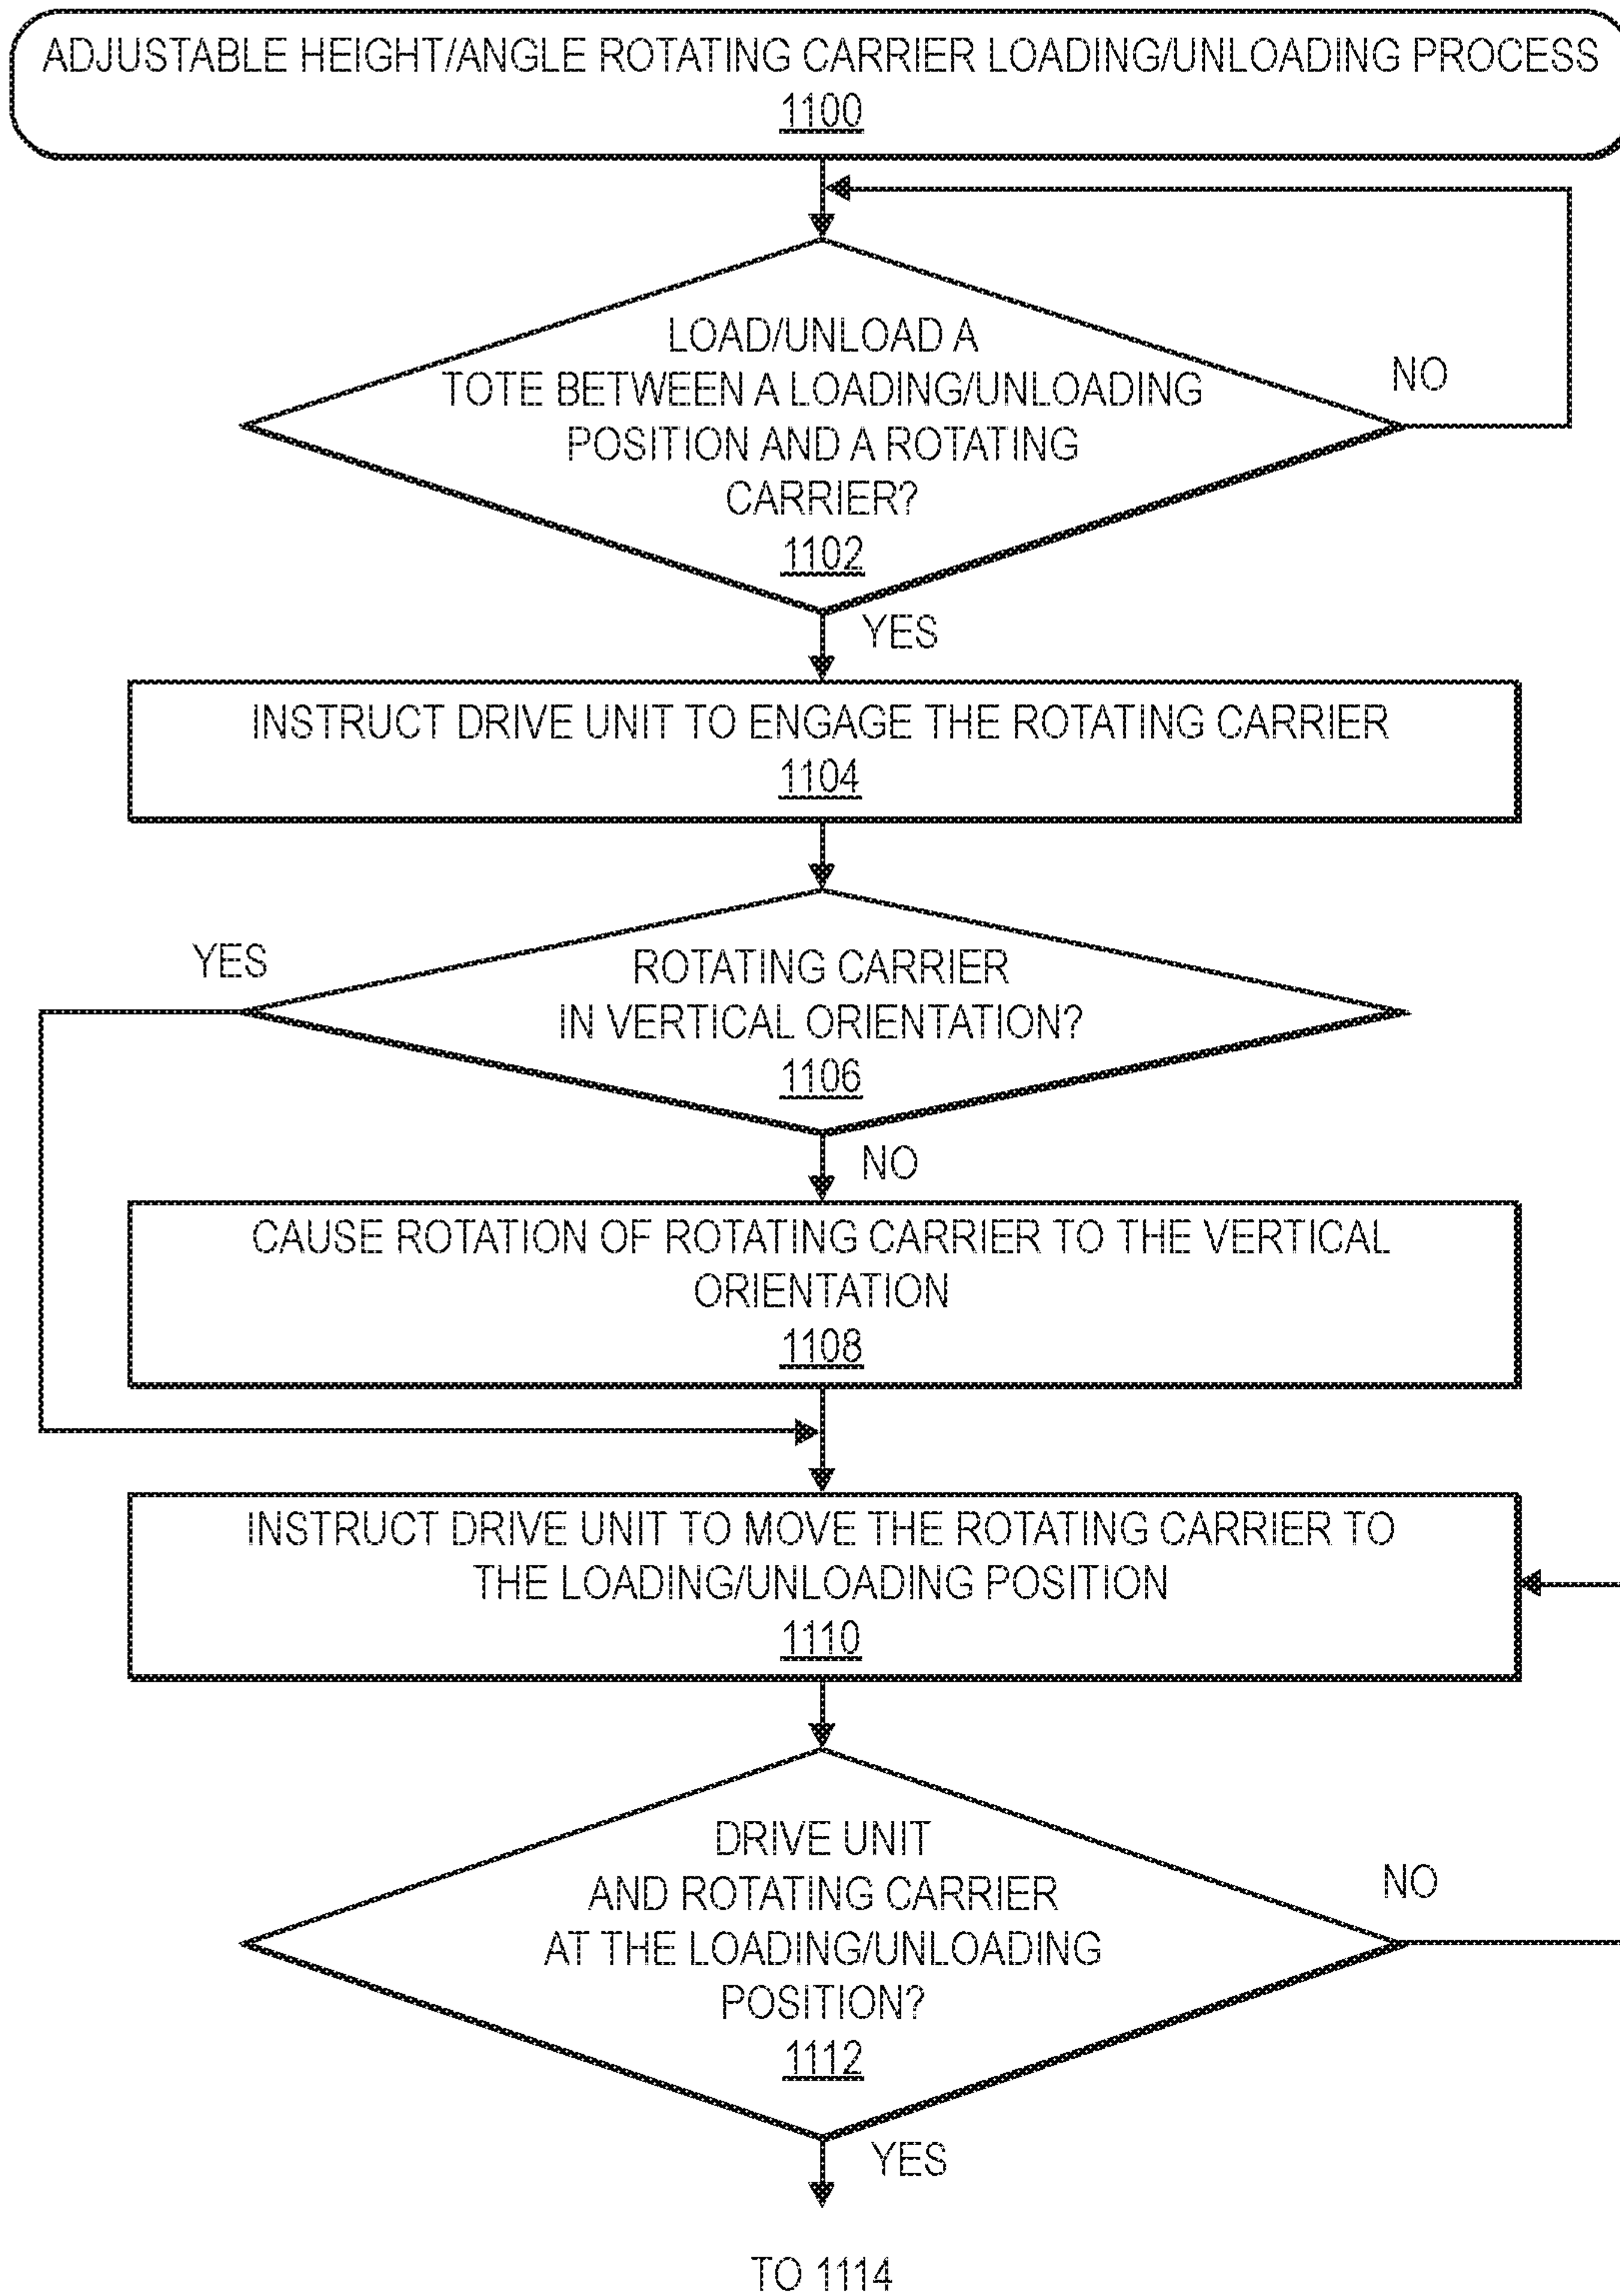 ADJUSTABLE HEIGHT/ANGLE ROTATING CARRIER LOADING/UNLOADING PROCESS
1100
LOAD/UNLOAD A
TOTE BETWEEN A LOADING/UNLOADING
POSITION AND A ROTATING
CARRIER?
1102
NO
YES
INSTRUCT DRIVE UNIT TO ENGAGE THE ROTATING CARRIER
1104
YES
ROTATING CARRIER
IN VERTICAL ORIENTATION?
1106
NO
CAUSE ROTATION OF ROTATING CARRIER TO THE VERTICAL
ORIENTATION
1108
INSTRUCT DRIVE UNIT TO MOVE THE ROTATING CARRIER TO
THE LOADING/UNLOADING POSITION
1110
DRIVE UNIT
AND ROTATING CARRIER
AT THE LOADING/UNLOADING
POSITION?
1112
NO
YES
TO 1114